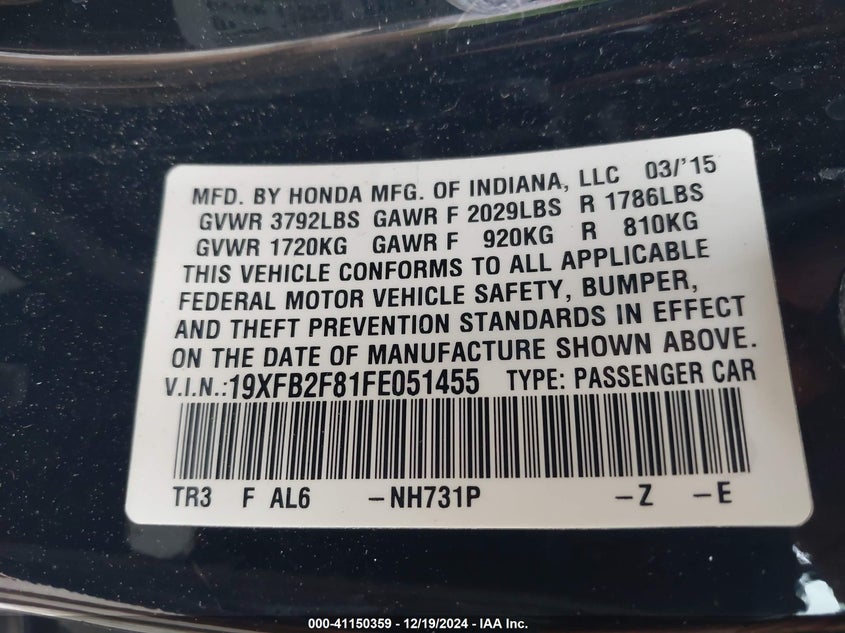 MFD. BY HONDA MFG. OF INDIANA, LLC 03/'15
GVWR 3792LBS GAWR F 2029LBS R 1786LBS
GVWR 1720KG GAWR F 920KG R 810KG
THIS VEHICLE CONFORMS TO ALL APPLICABLE
FEDERAL MOTOR VEHICLE SAFETY, BUMPER,
AND THEFT PREVENTION STANDARDS IN EFFECT
ON THE DATE OF MANUFACTURE SHOWN ABOVE.
V.I.N.:19XFB2F81FE051455 TYPE: PASSENGER CAR
TR3 F AL6 -NH731P -Z -E
000-41150359 - 12/19/2024 - IAA Inc.